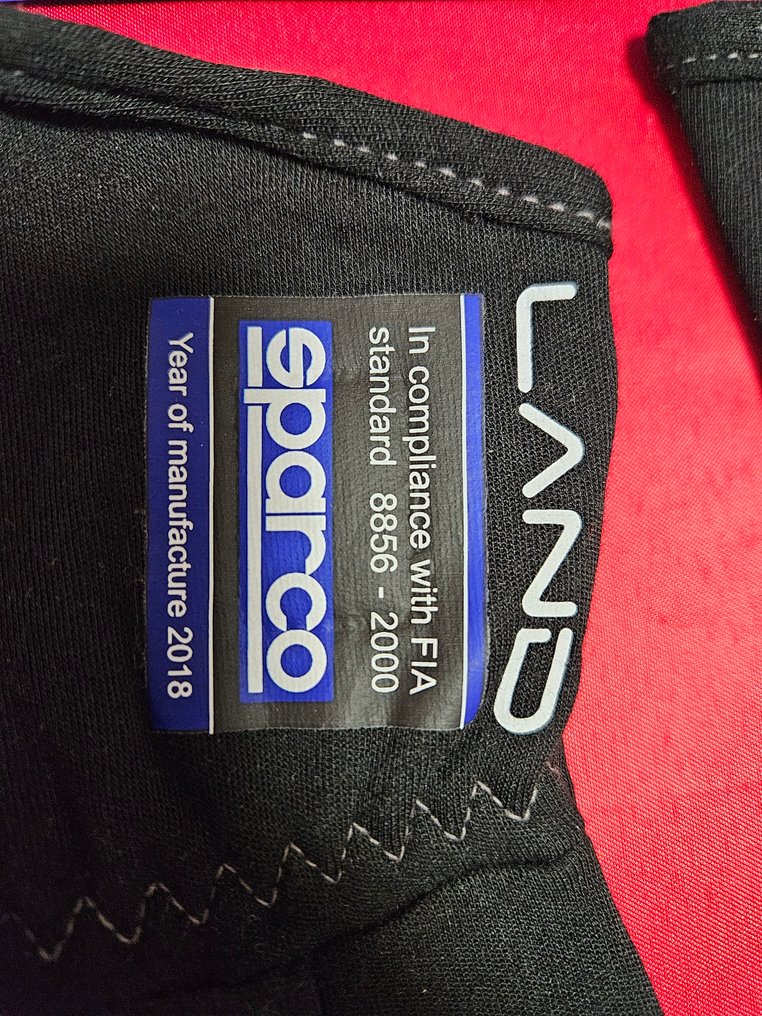 LAND
In compliance with FIA
standard 8856 - 2000
sparco
Year of manufacture 2018